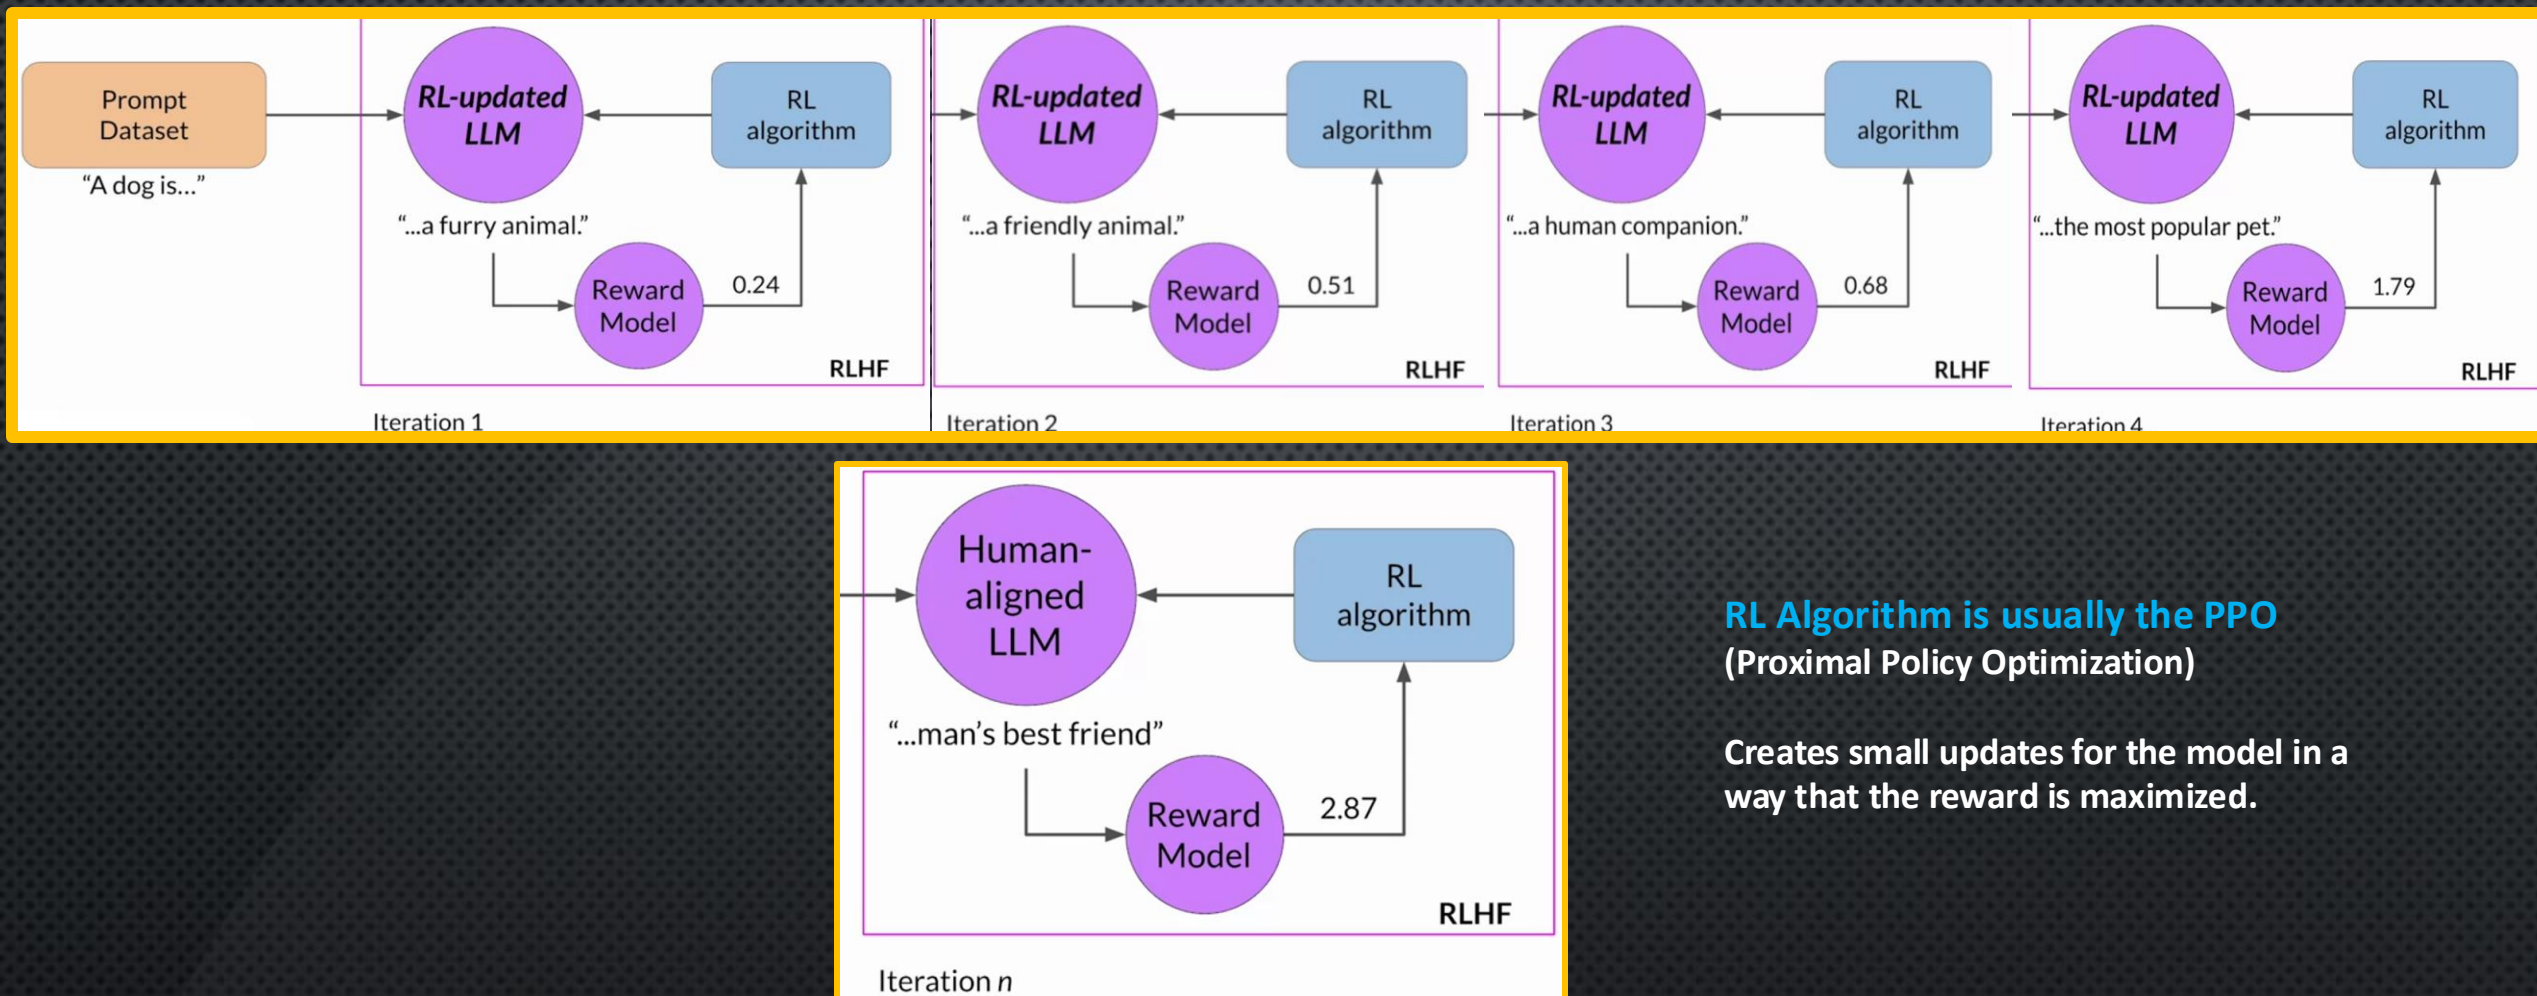 Prompt
Dataset
“A dog is...”
RL-updated
LLM
RL
algorithm
“...a furry animal.”
Reward
Model
0.24
RLHF
Iteration 1
RL-updated
LLM
RL
algorithm
“...a friendly animal.”
Reward
Model
0.51
RLHF
Iteration 2
RL-updated
LLM
RL
algorithm
“...a human companion.”
Reward
Model
0.68
RLHF
Iteration 3
RL-updated
LLM
RL
algorithm
“...the most popular pet.”
Reward
Model
1.79
RLHF
Iteration 4
Human-
aligned
LLM
RL
algorithm
“...man’s best friend”
Reward
Model
2.87
RLHF
Iteration n
RL Algorithm is usually the PPO
(Proximal Policy Optimization)
Creates small updates for the model in a
way that the reward is maximized.